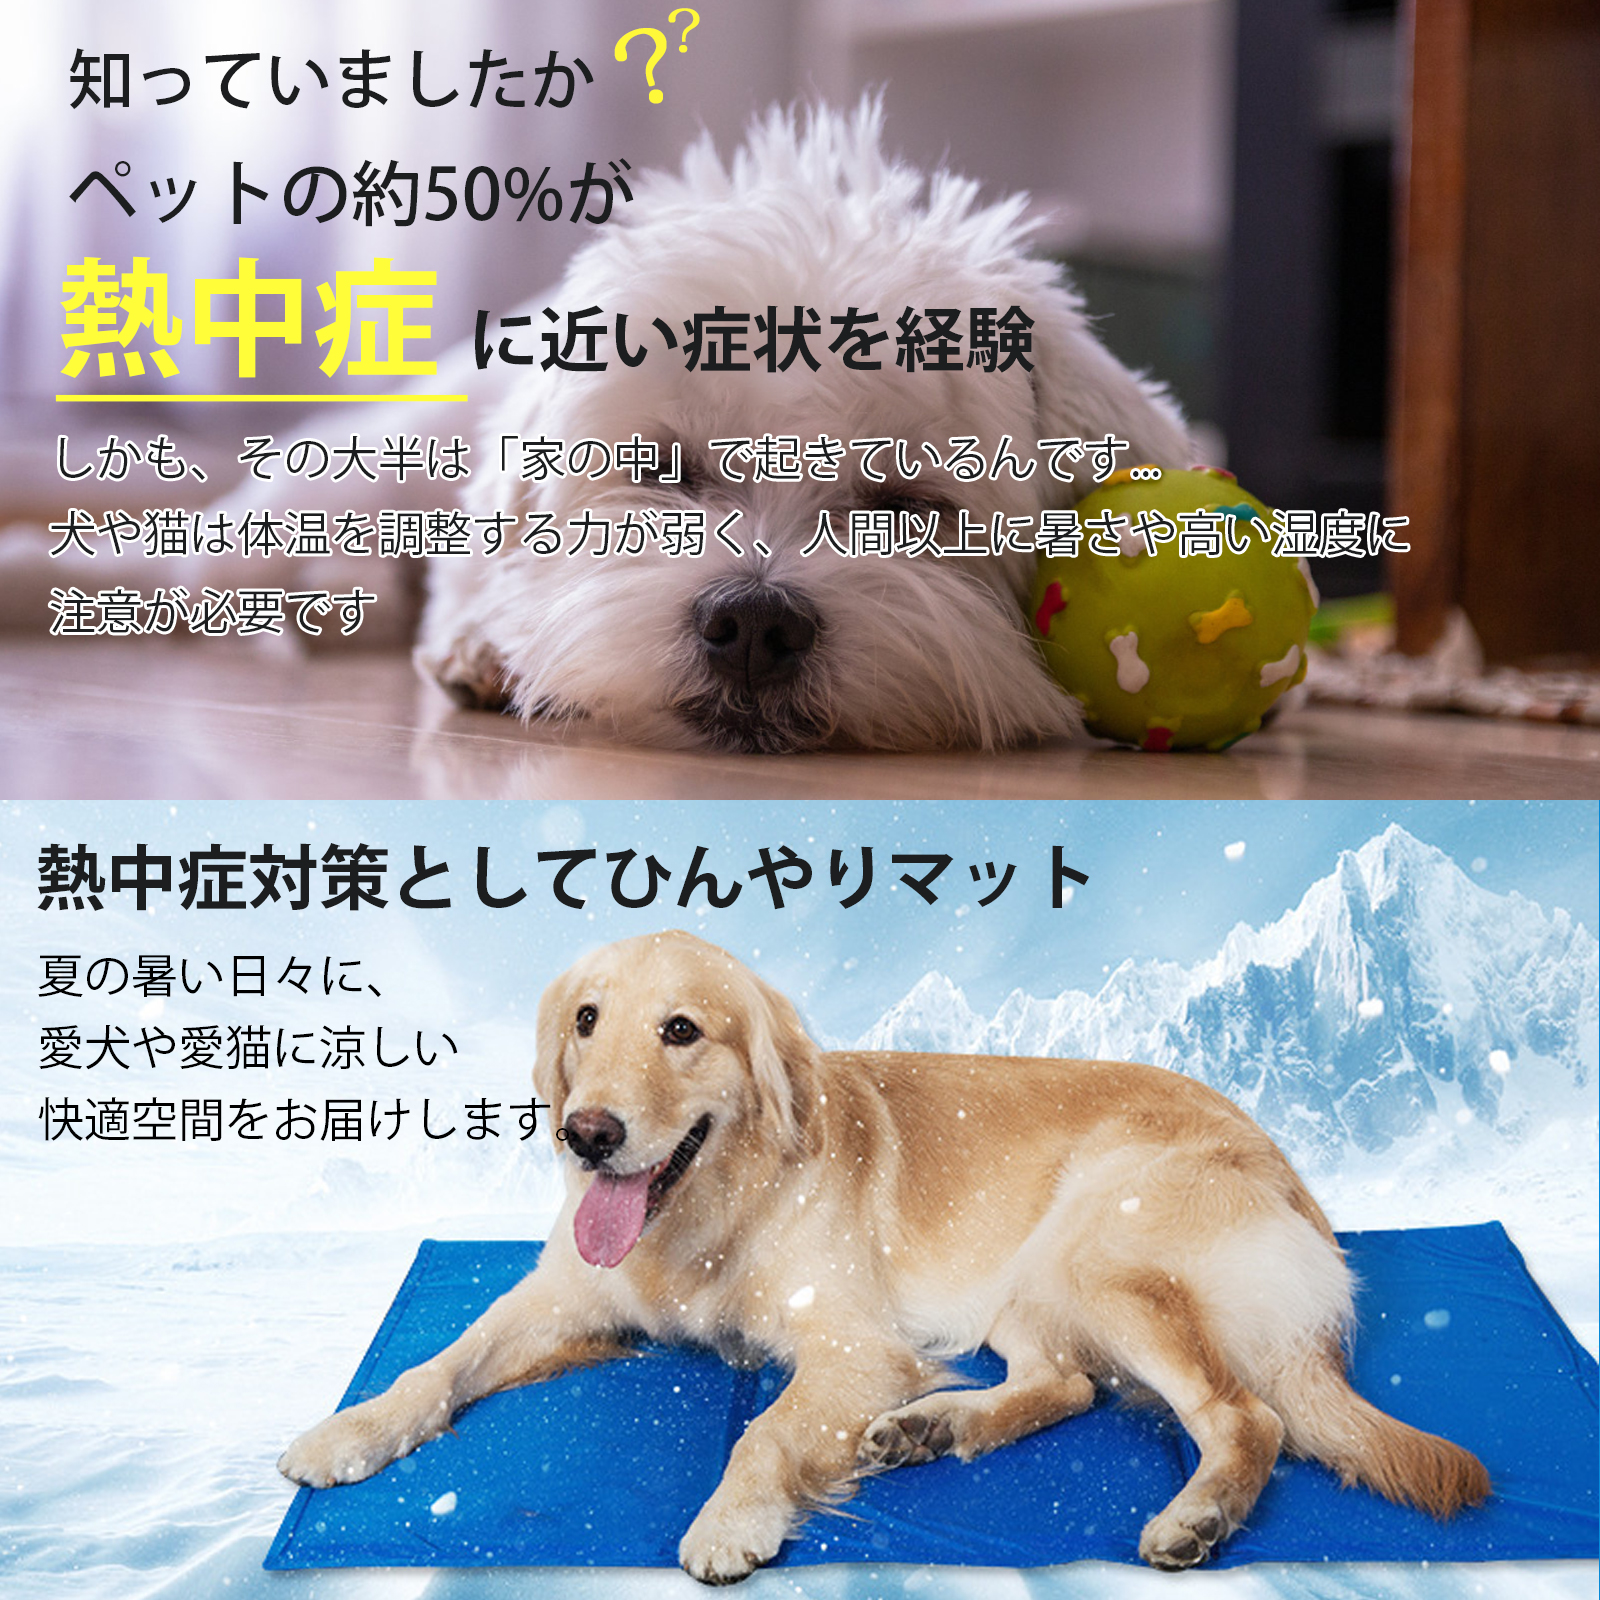 知っていましたか??
ペットの約50%が
熱中症に近い症状を経験
しかも、その大半は「家の中」で起きているんです...
犬や猫は体温を調整する力が弱く、人間以上に暑さや高い湿度に
注意が必要です
熱中症対策としてひんやりマット
夏の暑い日々に、
愛犬や愛猫に涼しい
快適空間をお届けします。